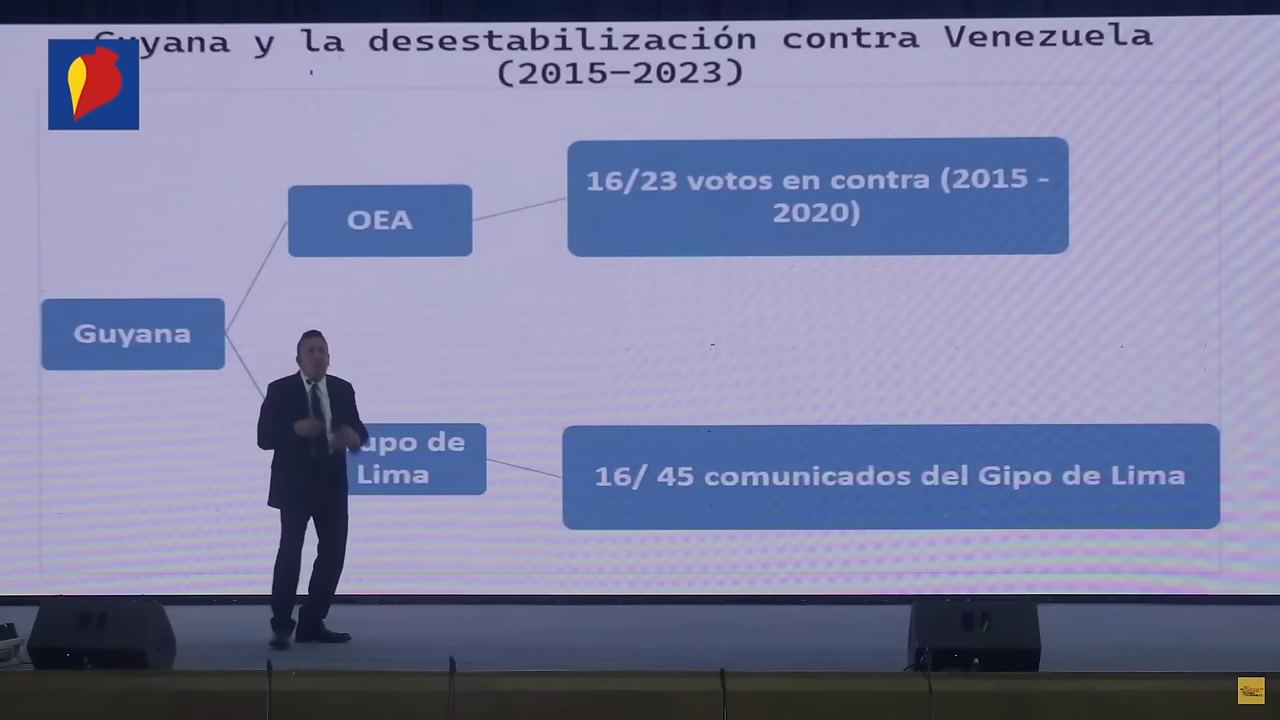 Guyana y la desestabilización contra Venezuela
(2015–2023)
16/23 votos en contra (2015 -
2020)
OEA
Guyana
upo de
Lima
16/ 45 comunicados del Gipo de Lima